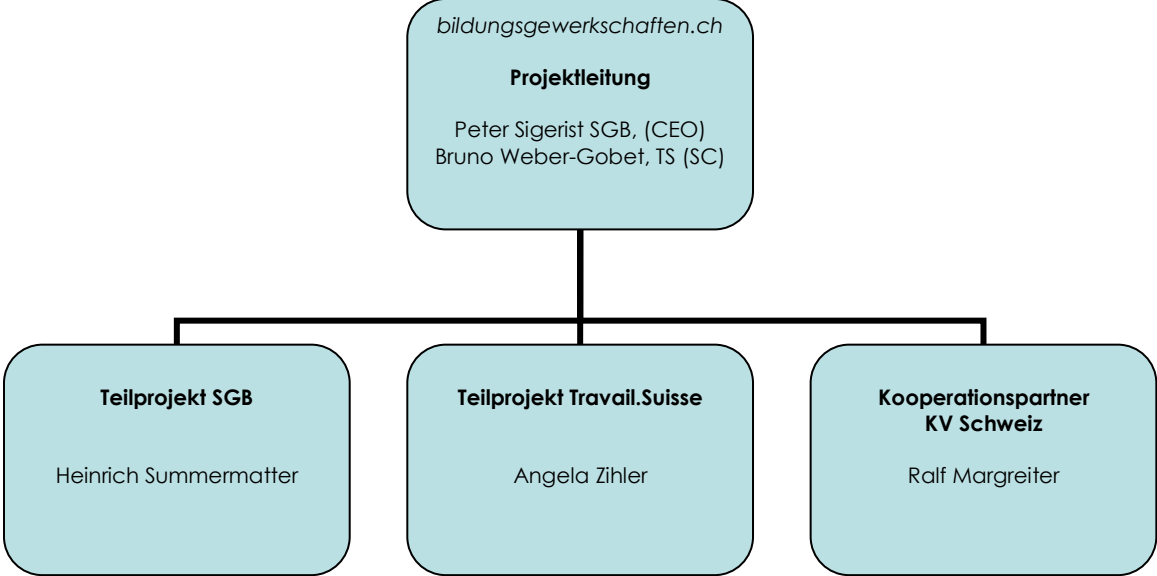 bildungsgewerkschaften.ch
Projektleitung
Peter Sigerist SGB, (CEO)
Bruno Weber-Gobet, TS (SC)
Teilprojekt SGB
Heinrich Summermatter
Teilprojekt Travail.Suisse
Angela Zihler
Kooperationspartner
KV Schweiz
Ralf Margreiter